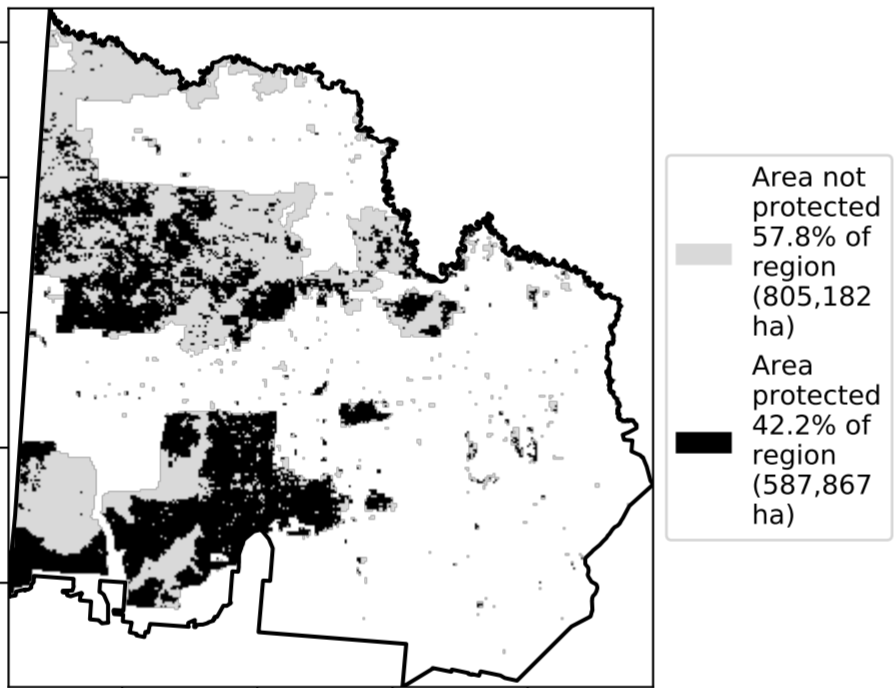 Area not
protected
57.8% of
region
(805,182
ha)
Area
protected
42.2% of
region
(587,867
ha)